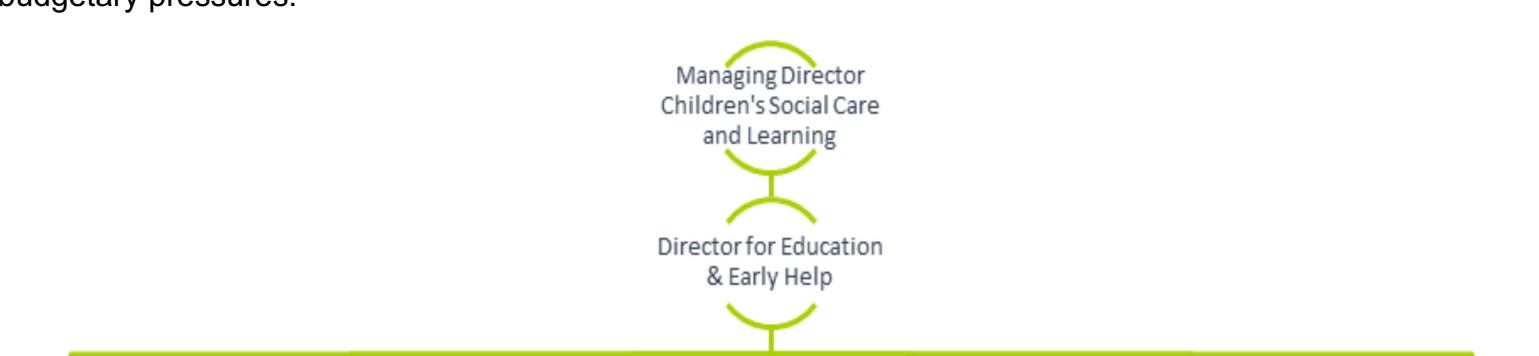 budgetary pressures.
Managing Director
Children's Social Care
and Learning
Director for Education
& Early Help